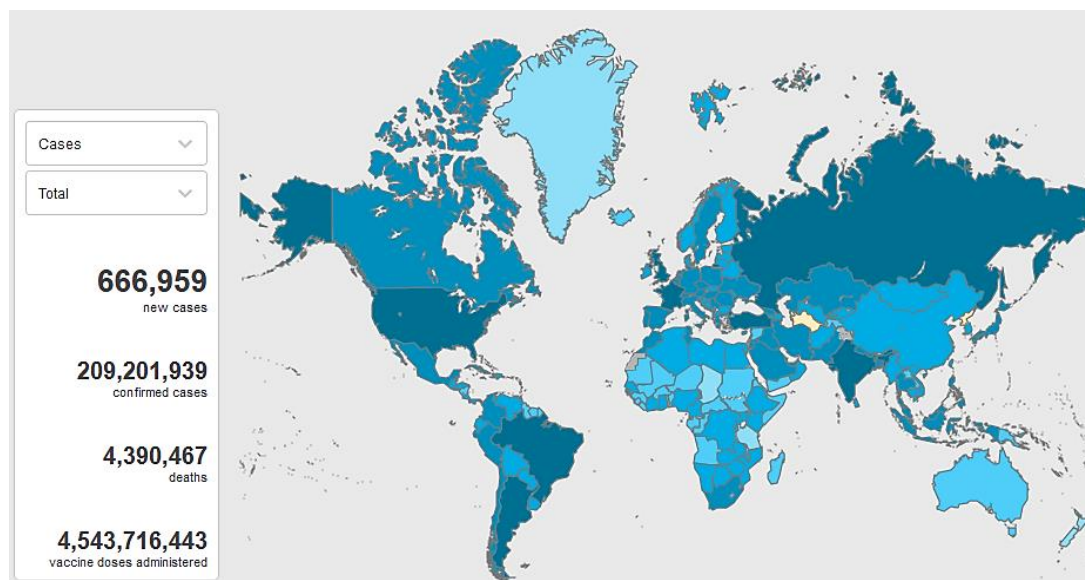 Cases
Total
666,959
new cases
209,201,939
confirmed cases
4,390,467
deaths
4,543,716,443
vaccine doses administered